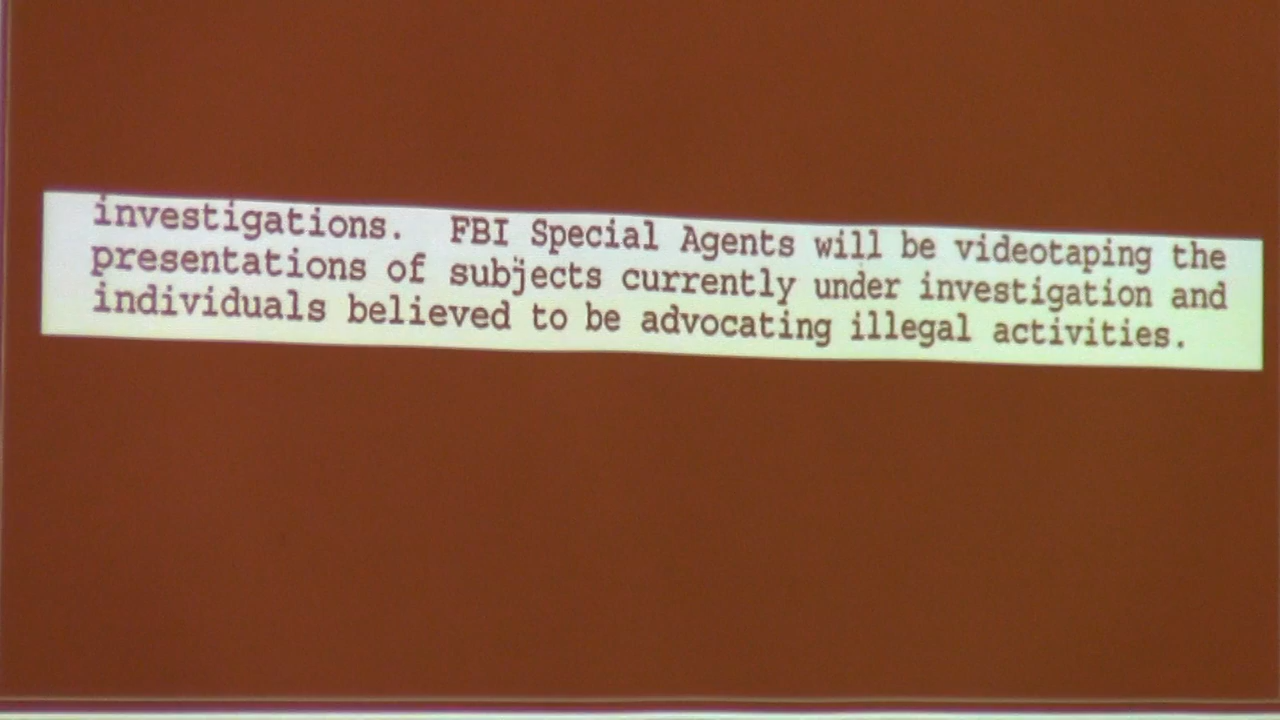 investigations.  FBI Special Agents will be videotaping the
presentations of subjects currently under investigation and
individuals believed to be advocating illegal activities.